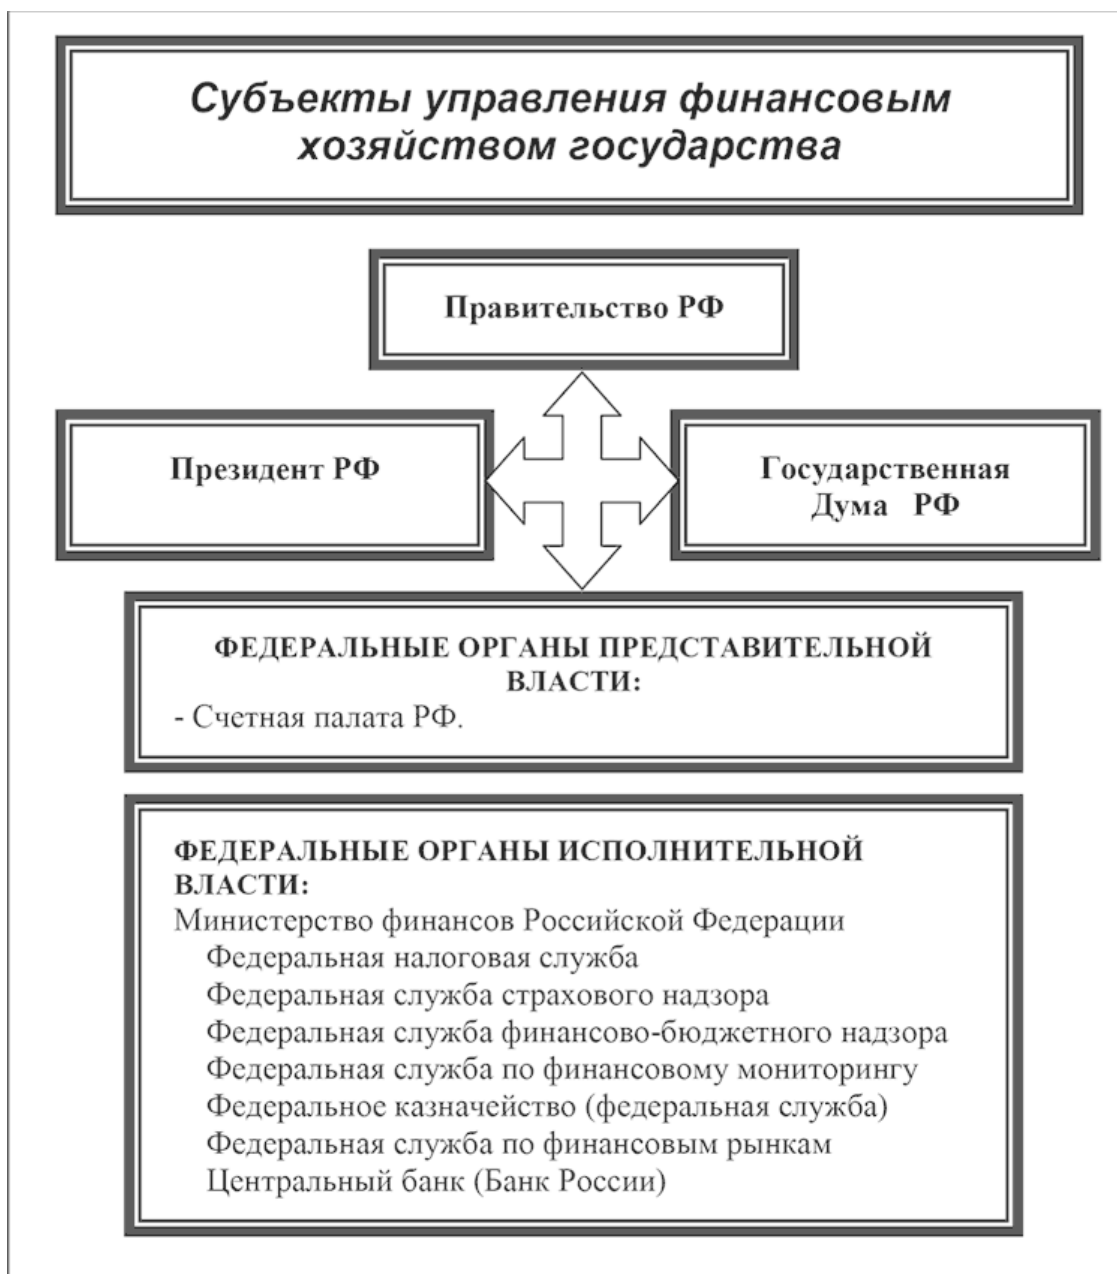 Субъекты управления финансовым
хозяйством государства
Правительство РФ
Президент РФ
Государственная
Дума РФ
ФЕДЕРАЛЬНЫЕ ОРГАНЫ ПРЕДСТАВИТЕЛЬНОЙ
ВЛАСТИ:
- Счетная палата РФ.
ФЕДЕРАЛЬНЫЕ ОРГАНЫ ИСПОЛНИТЕЛЬНОЙ
ВЛАСТИ:
Министерство финансов Российской Федерации
Федеральная налоговая служба
Федеральная служба страхового надзора
Федеральная служба финансово-бюджетного надзора
Федеральная служба по финансовому мониторингу
Федеральное казначейство (федеральная служба)
Федеральная служба по финансовым рынкам
Центральный банк (Банк России)